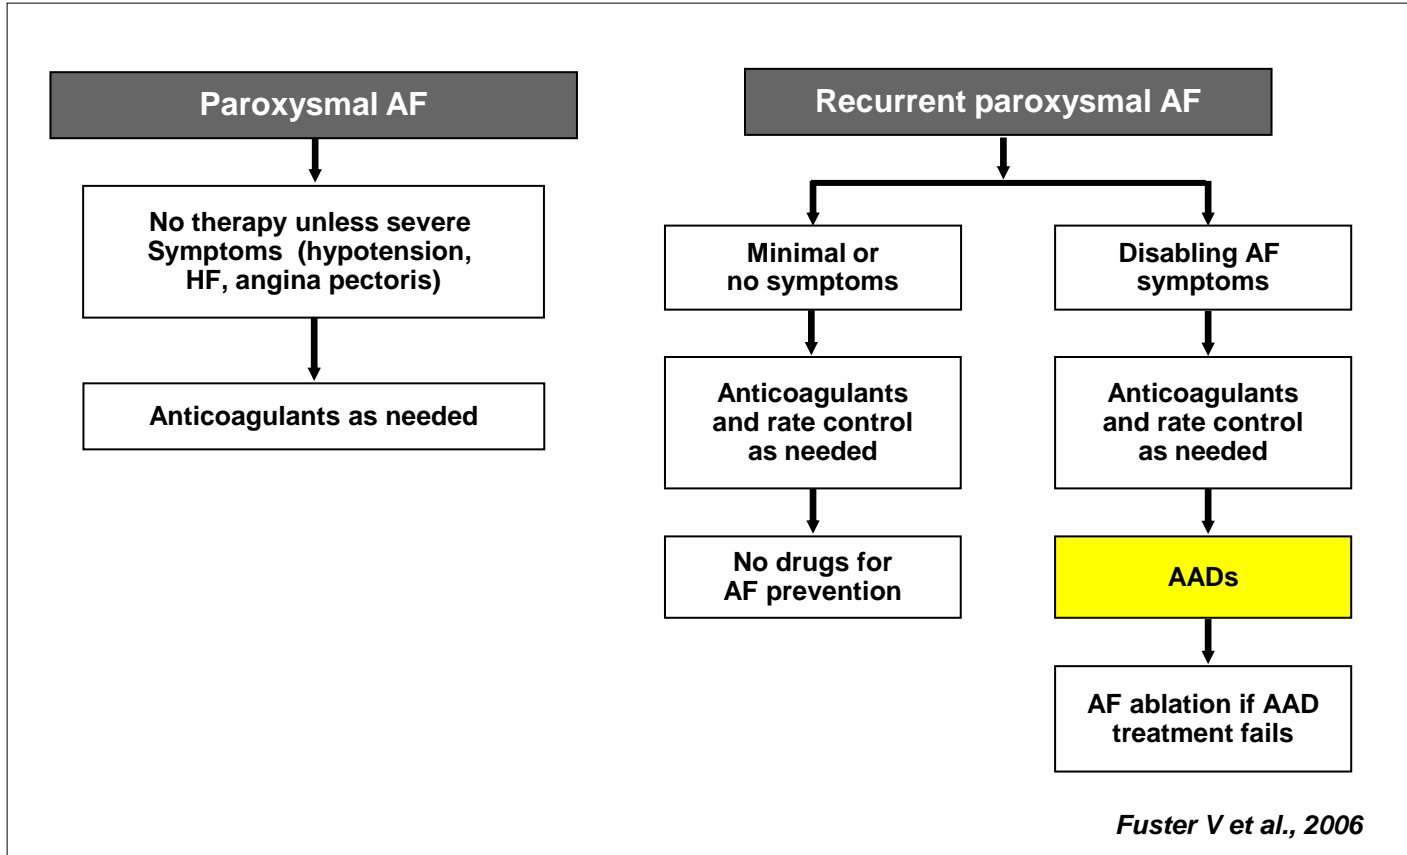 Paroxysmal AF
No therapy unless severe
Symptoms (hypotension,
HF, angina pectoris)
Anticoagulants as needed
Recurrent paroxysmal AF
Minimal or
no symptoms
Anticoagulants
and rate control
as needed
No drugs for
AF prevention
Disabling AF
symptoms
Anticoagulants
and rate control
as needed
AADs
AF ablation if AAD
treatment fails
Fuster V et al., 2006